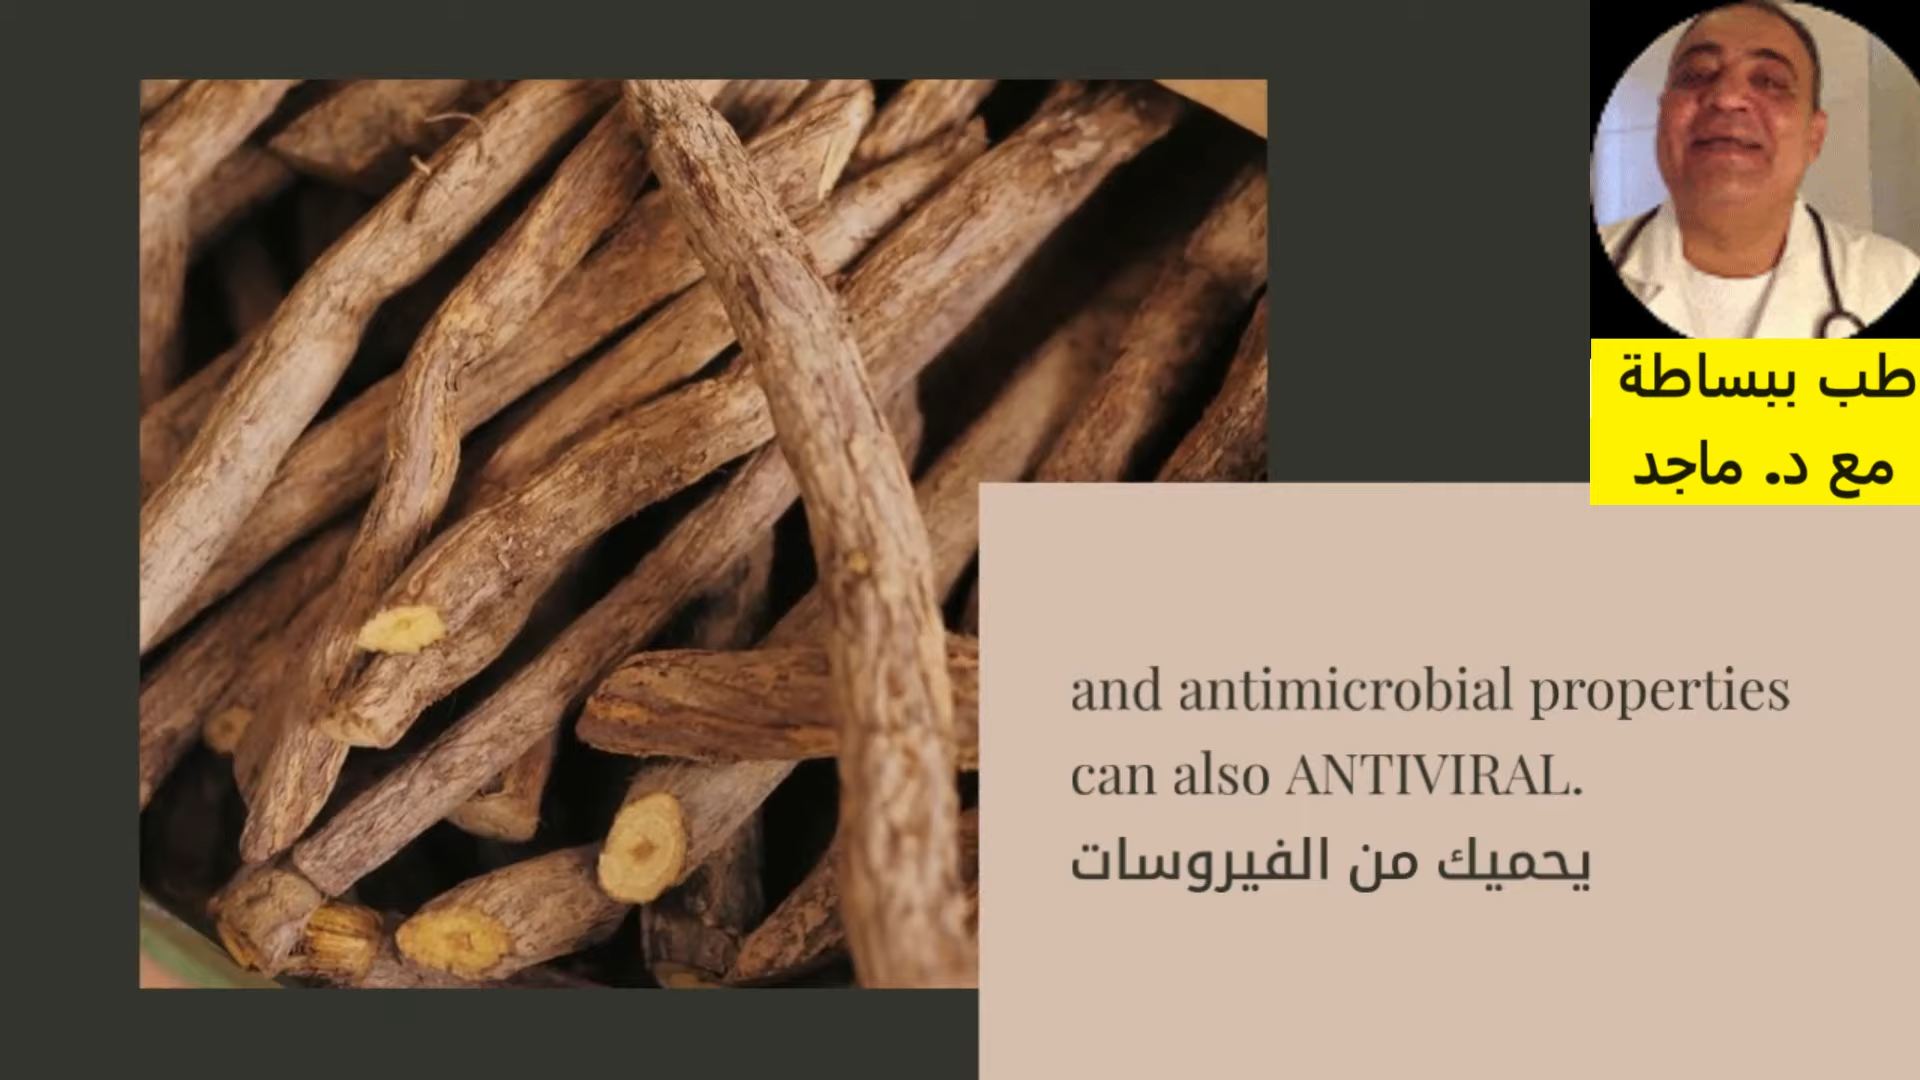 طب ببساطة
مع د. ماجد
and antimicrobial properties
can also ANTIVIRAL.
يحميك من الفيروسات